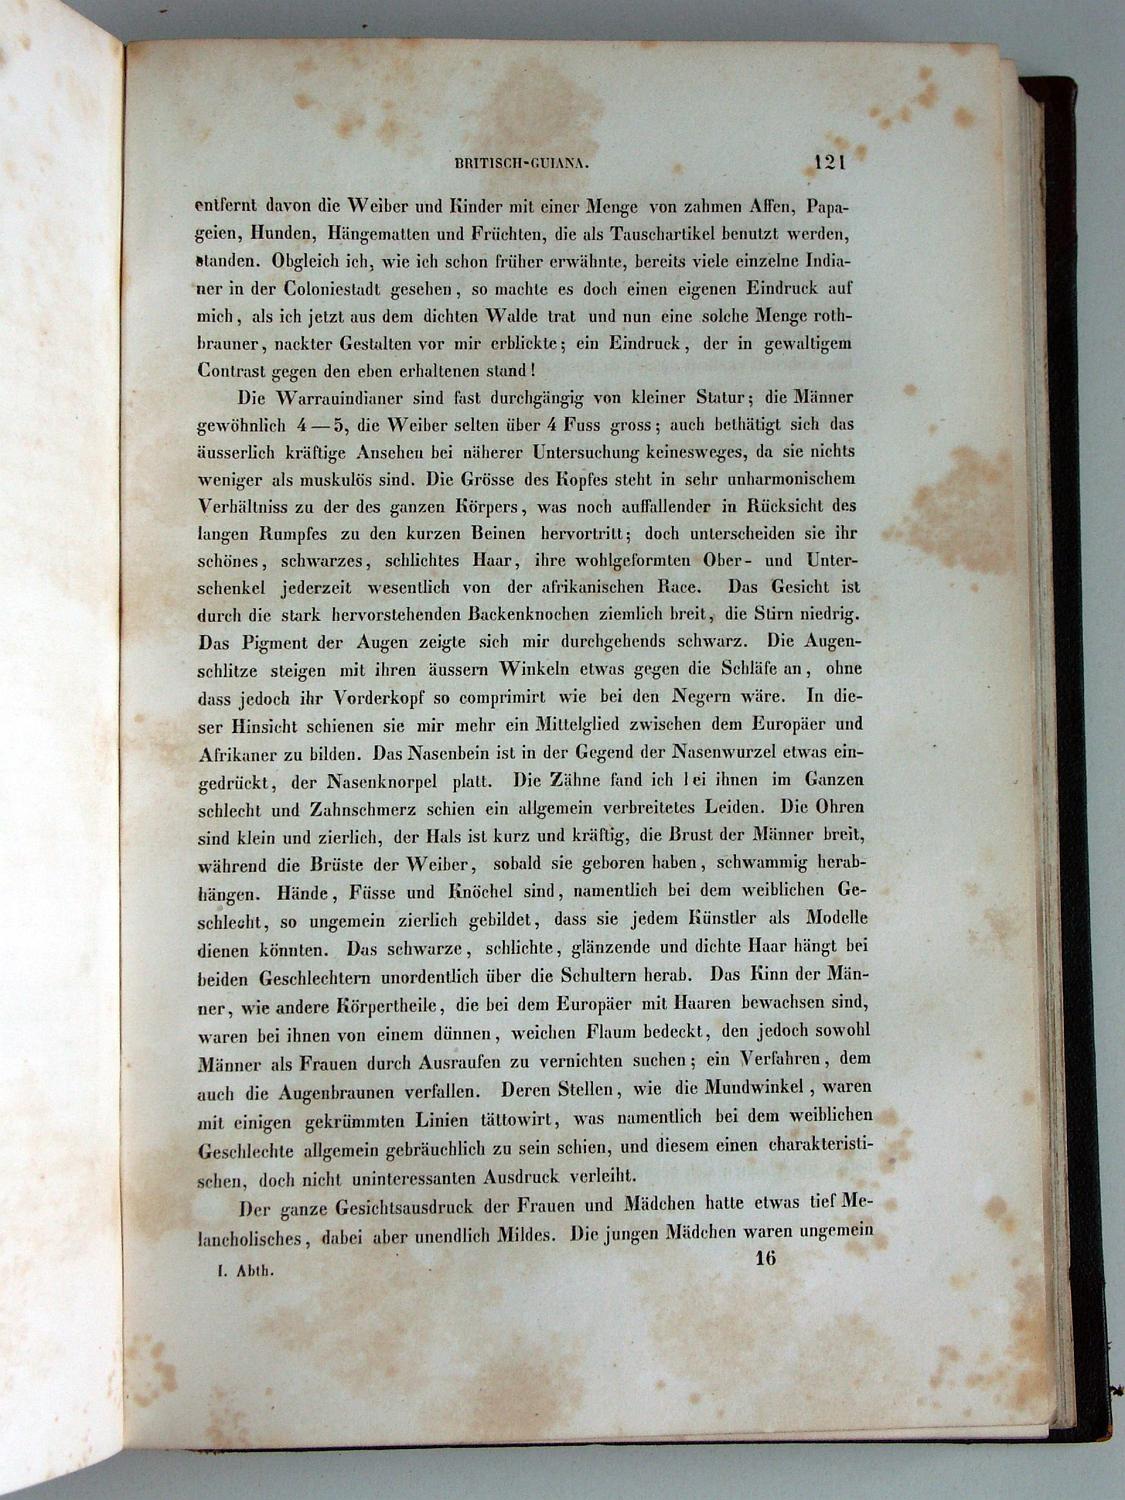 BRITISCH-GUIANA. 121
entfernt davon die Weiber und Kinder mit einer Menge von zahmen Affen, Papa-
geien, Hunden, Hängematten und Früchten, die als Tauschartikel benutzt werden,
standen. Obgleich ich, wie ich schon früher erwähnte, bereits viele einzelne India-
ner in der Coloniestadt gesehen, so machte es doch einen eigenen Eindruck auf
mich, als ich jetzt aus dem dichten Walde trat und nun eine solche Menge roth-
brauner, nackter Gestalten vor mir erblickte; ein Eindruck, der in gewaltigem
Contrast gegen den eben erhaltenen stand!
Die Warrauindianer sind fast durchgängig von kleiner Statur; die Männer
gewöhnlich 4—5, die Weiber selten über 4 Fuss gross; auch bethätigt sich das
äusserlich kräftige Ansehen bei näherer Untersuchung keinesweges, da sie nichts
weniger als muskulös sind. Die Grösse des Kopfes steht in sehr unharmonischem
Verhältniss zu der des ganzen Körpers, was noch auffallender in Rücksicht des
langen Rumpfes zu den kurzen Beinen hervortritt; doch unterscheiden sie ihr
schönes, schwarzes, schlichtes Haar, ihre wohlgeformten Ober- und Unter-
schenkel jederzeit wesentlich von der afrikanischen Race. Das Gesicht ist
durch die stark hervorstehenden Backenknochen ziemlich breit, die Stirn niedrig.
Das Pigment der Augen zeigte sich mir durchgehends schwarz. Die Augen-
schlitze steigen mit ihren äussern Winkeln etwas gegen die Schläfe an, ohne
dass jedoch ihr Vorderkopf so comprimirt wie bei den Negern wäre. In die-
ser Hinsicht schienen sie mir mehr ein Mittelglied zwischen dem Europäer und
Afrikaner zu bilden. Das Nasenbein ist in der Gegend der Nasenwurzel etwas ein-
gedrückt, der Nasenknorpel platt. Die Zähne fand ich bei ihnen im Ganzen
schlecht und Zahnschmerz schien ein allgemein verbreitetes Leiden. Die Ohren
sind klein und zierlich, der Hals ist kurz und kräftig, die Brust der Männer breit,
während die Brüste der Weiber, sobald sie geboren haben, schwammig herab-
hängen. Hände, Füsse und Knöchel sind, namentlich bei dem weiblichen Ge-
schlecht, so ungemein zierlich gebildet, dass sie jedem Künstler als Modelle
dienen könnten. Das schwarze, schlichte, glänzende und dichte Haar hängt bei
beiden Geschlechtern unordentlich über die Schultern herab. Das Kinn der Män-
ner, wie andere Körpertheile, die bei dem Europäer mit Haaren bewachsen sind,
waren bei ihnen von einem dünnen, weichen Flaum bedeckt, den jedoch sowohl
Männer als Frauen durch Ausraufen zu vernichten suchen; ein Verfahren, dem
auch die Augenbraunen verfallen. Deren Stellen, wie die Mundwinkel, waren
mit einigen gekrümmten Linien tättowirt, was namentlich bei dem weiblichen
Geschlechte allgemein gebräuchlich zu sein schien, und diesem einen charakteristi-
schen, doch nicht uninteressanten Ausdruck verleiht.
Der ganze Gesichtsausdruck der Frauen und Mädchen hatte etwas tief Me-
lancholisches, dabei aber unendlich Mildes. Die jungen Mädchen waren ungemein
I. Abth. 16